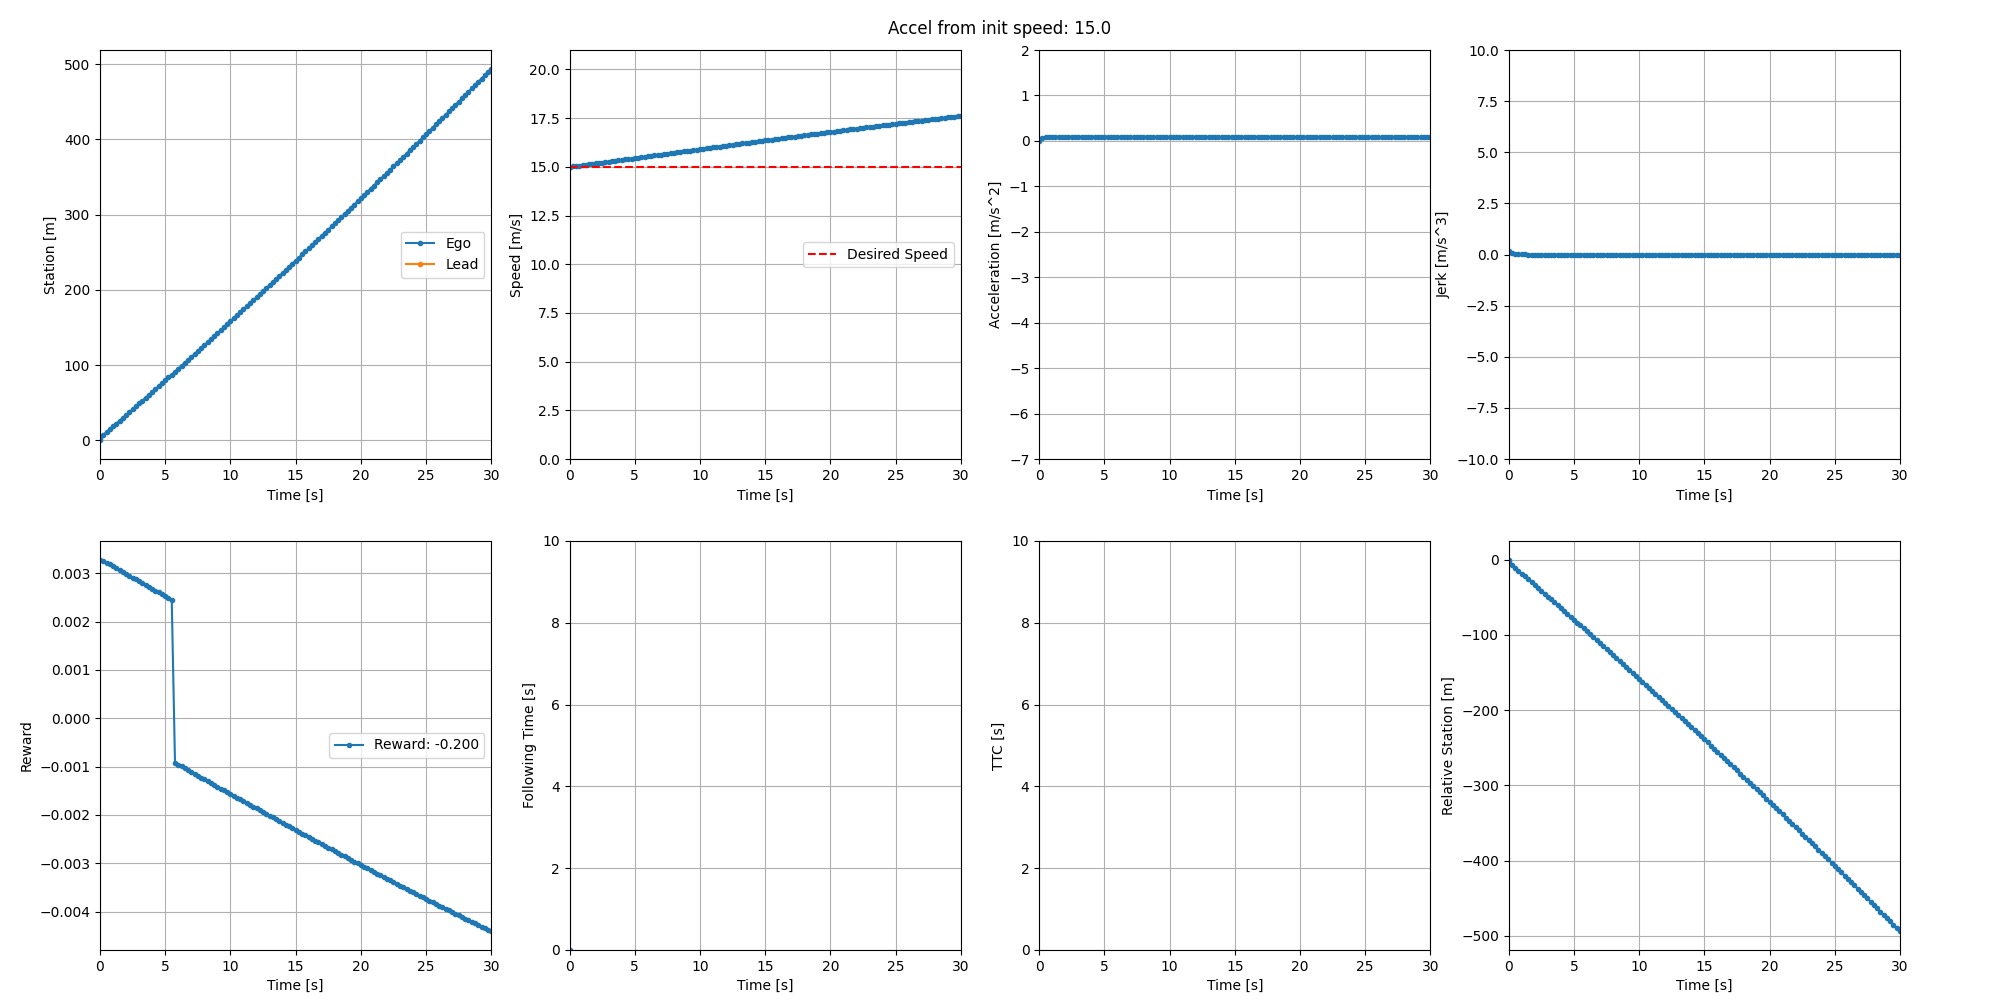 Accel from init speed: 15.0
500
400
300
200
100
0
Station [m]
Ego
Lead
0 5 10 15 20 25 30
Time [s]
20.0
17.5
15.0
12.5
10.0
7.5
5.0
2.5
0.0
Speed [m/s]
Desired Speed
0 5 10 15 20 25 30
Time [s]
2
1
0
−1
−2
−3
−4
−5
−6
−7
Acceleration [m/s^2]
0 5 10 15 20 25 30
Time [s]
10.0
7.5
5.0
2.5
0.0
−2.5
−5.0
−7.5
−10.0
Jerk [m/s^3]
0 5 10 15 20 25 30
Time [s]
0.003
0.002
0.001
0.000
−0.001
−0.002
−0.003
−0.004
Reward
Reward: -0.200
0 5 10 15 20 25 30
Time [s]
10
8
6
4
2
0
Following Time [s]
0 5 10 15 20 25 30
Time [s]
10
8
6
4
2
0
TTC [s]
0 5 10 15 20 25 30
Time [s]
0
−100
−200
−300
−400
−500
Relative Station [m]
0 5 10 15 20 25 30
Time [s]